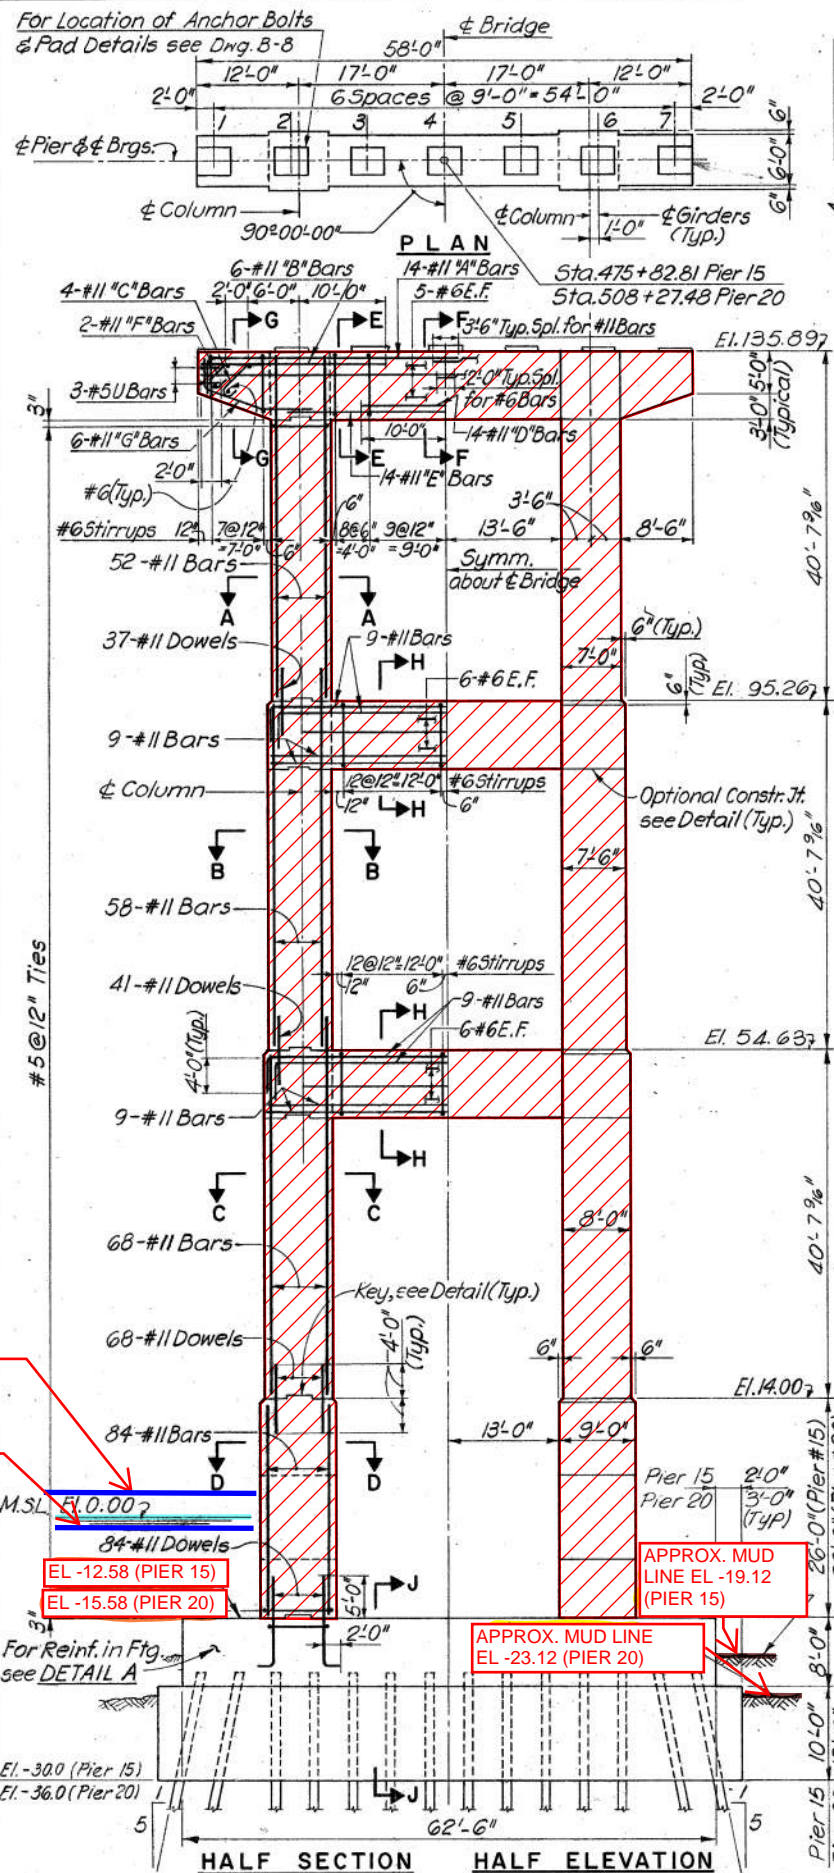 For Location of Anchor Bolts
& Pad Details see Dwg. B-8
℄ Bridge
58'-0"
12'-0" 17'-0" 17'-0" 12'-0"
2'-0" 6 Spaces @ 9'-0" = 54'-0" 2'-0"
1 2 3 4 5 6 7
6"
6'-0"
6"
℄ Pier & ℄ Brgs.
℄ Column
90°00'-00"
℄ Column
℄ Girders
(Typ.)
1'-0"
PLAN
Sta. 475+82.81 Pier 15
Sta. 508+27.48 Pier 20
6-#11 "B" Bars
14-#11 "A" Bars
4-#11 "C" Bars
2'-0" 6'-0" 10'-0"
5-#6 E.F.
2-#11 "F" Bars
G E F
3'-6" Typ. Spl. for #11 Bars
El. 135.897
3-#5 U Bars
2'-0" Typ. Spl.
for #6 Bars
5'-0"
3'-0"
(Typical)
3"
6-#11 "G" Bars
G E F
10'-0"
14-#11 "D" Bars
14-#11 "E" Bars
2'-0"
#6 (Typ.)
6"
3'-6"
#6 Stirrups 12" 7@12" 8@6" 9@12" 13'-6" 8'-6"
=7'-0" 6" =4'-0" =9'-0"
52-#11 Bars
Symm.
about ℄ Bridge
40'-7 9/16"
A A
37-#11 Dowels
9-#11 Bars
6" (Typ.)
7'-0"
H
6-#6 E.F.
6"
(Typ)
El. 95.267
9-#11 Bars
℄ Column
12@12"=12'-0" #6 Stirrups
12" H 6"
Optional Constr. Jt.
see Detail (Typ.)
B B
7'-6"
40'-7 9/16"
58-#11 Bars
#5@12" Ties
12@12"=12'-0" #6 Stirrups
12" 6"
41-#11 Dowels
H
9-#11 Bars
6-#6 E.F.
El. 54.637
4'-0" (Typ.)
9-#11 Bars
H
C C
8'-0"
40'-7 9/16"
68-#11 Bars
Key, see Detail (Typ.)
68-#11 Dowels
4'-0"
(Typ.)
6" 6"
El. 14.007
84-#11 Bars
13'-0" 9'-0"
D D
Pier 15 2'-0"
Pier 20 3'-0"
(Typ)
26'-0" (Pier #15)
M.S.L. El. 0.00
84-#11 Dowels
EL -12.58 (PIER 15)
EL -15.58 (PIER 20)
J
5'-0"
2'-0"
APPROX. MUD
LINE EL -19.12
(PIER 15)
3"
APPROX. MUD LINE
EL -23.12 (PIER 20)
For Reinf. in Ftg.
see DETAIL A
8'-0"
El. -30.0 (Pier 15)
El. -36.0 (Pier 20)
J
10'-0"
Pier 15
1 1
5 5
62'-6"
HALF SECTION HALF ELEVATION